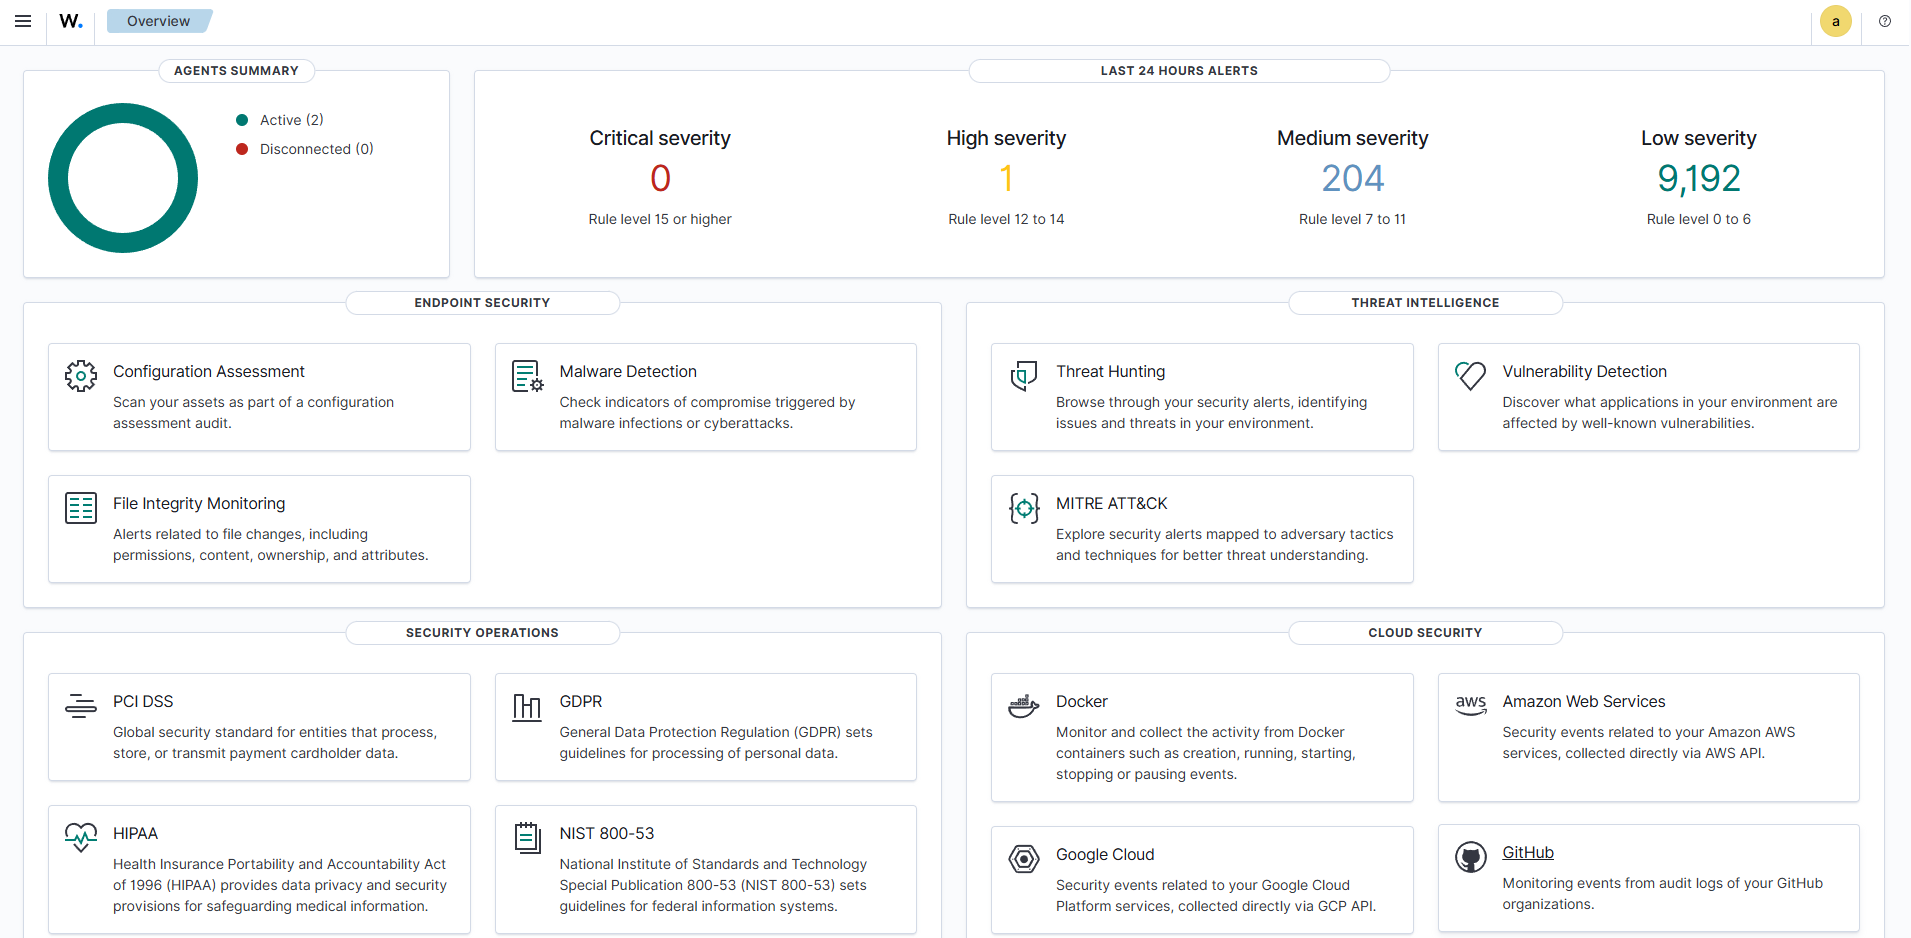 W.
Overview
a
AGENTS SUMMARY
Active (2)
Disconnected (0)
LAST 24 HOURS ALERTS
Critical severity
0
Rule level 15 or higher
High severity
1
Rule level 12 to 14
Medium severity
204
Rule level 7 to 11
Low severity
9,192
Rule level 0 to 6
ENDPOINT SECURITY
Configuration Assessment
Scan your assets as part of a configuration
assessment audit.
Malware Detection
Check indicators of compromise triggered by
malware infections or cyberattacks.
File Integrity Monitoring
Alerts related to file changes, including
permissions, content, ownership, and attributes.
THREAT INTELLIGENCE
Threat Hunting
Browse through your security alerts, identifying
issues and threats in your environment.
Vulnerability Detection
Discover what applications in your environment are
affected by well-known vulnerabilities.
MITRE ATT&CK
Explore security alerts mapped to adversary tactics
and techniques for better threat understanding.
SECURITY OPERATIONS
PCI DSS
Global security standard for entities that process,
store, or transmit payment cardholder data.
GDPR
General Data Protection Regulation (GDPR) sets
guidelines for processing of personal data.
HIPAA
Health Insurance Portability and Accountability Act
of 1996 (HIPAA) provides data privacy and security
provisions for safeguarding medical information.
NIST 800-53
National Institute of Standards and Technology
Special Publication 800-53 (NIST 800-53) sets
guidelines for federal information systems.
CLOUD SECURITY
Docker
Monitor and collect the activity from Docker
containers such as creation, running, starting,
stopping or pausing events.
aws
Amazon Web Services
Security events related to your Amazon AWS
services, collected directly via AWS API.
Google Cloud
Security events related to your Google Cloud
Platform services, collected directly via GCP API.
GitHub
Monitoring events from audit logs of your GitHub
organizations.